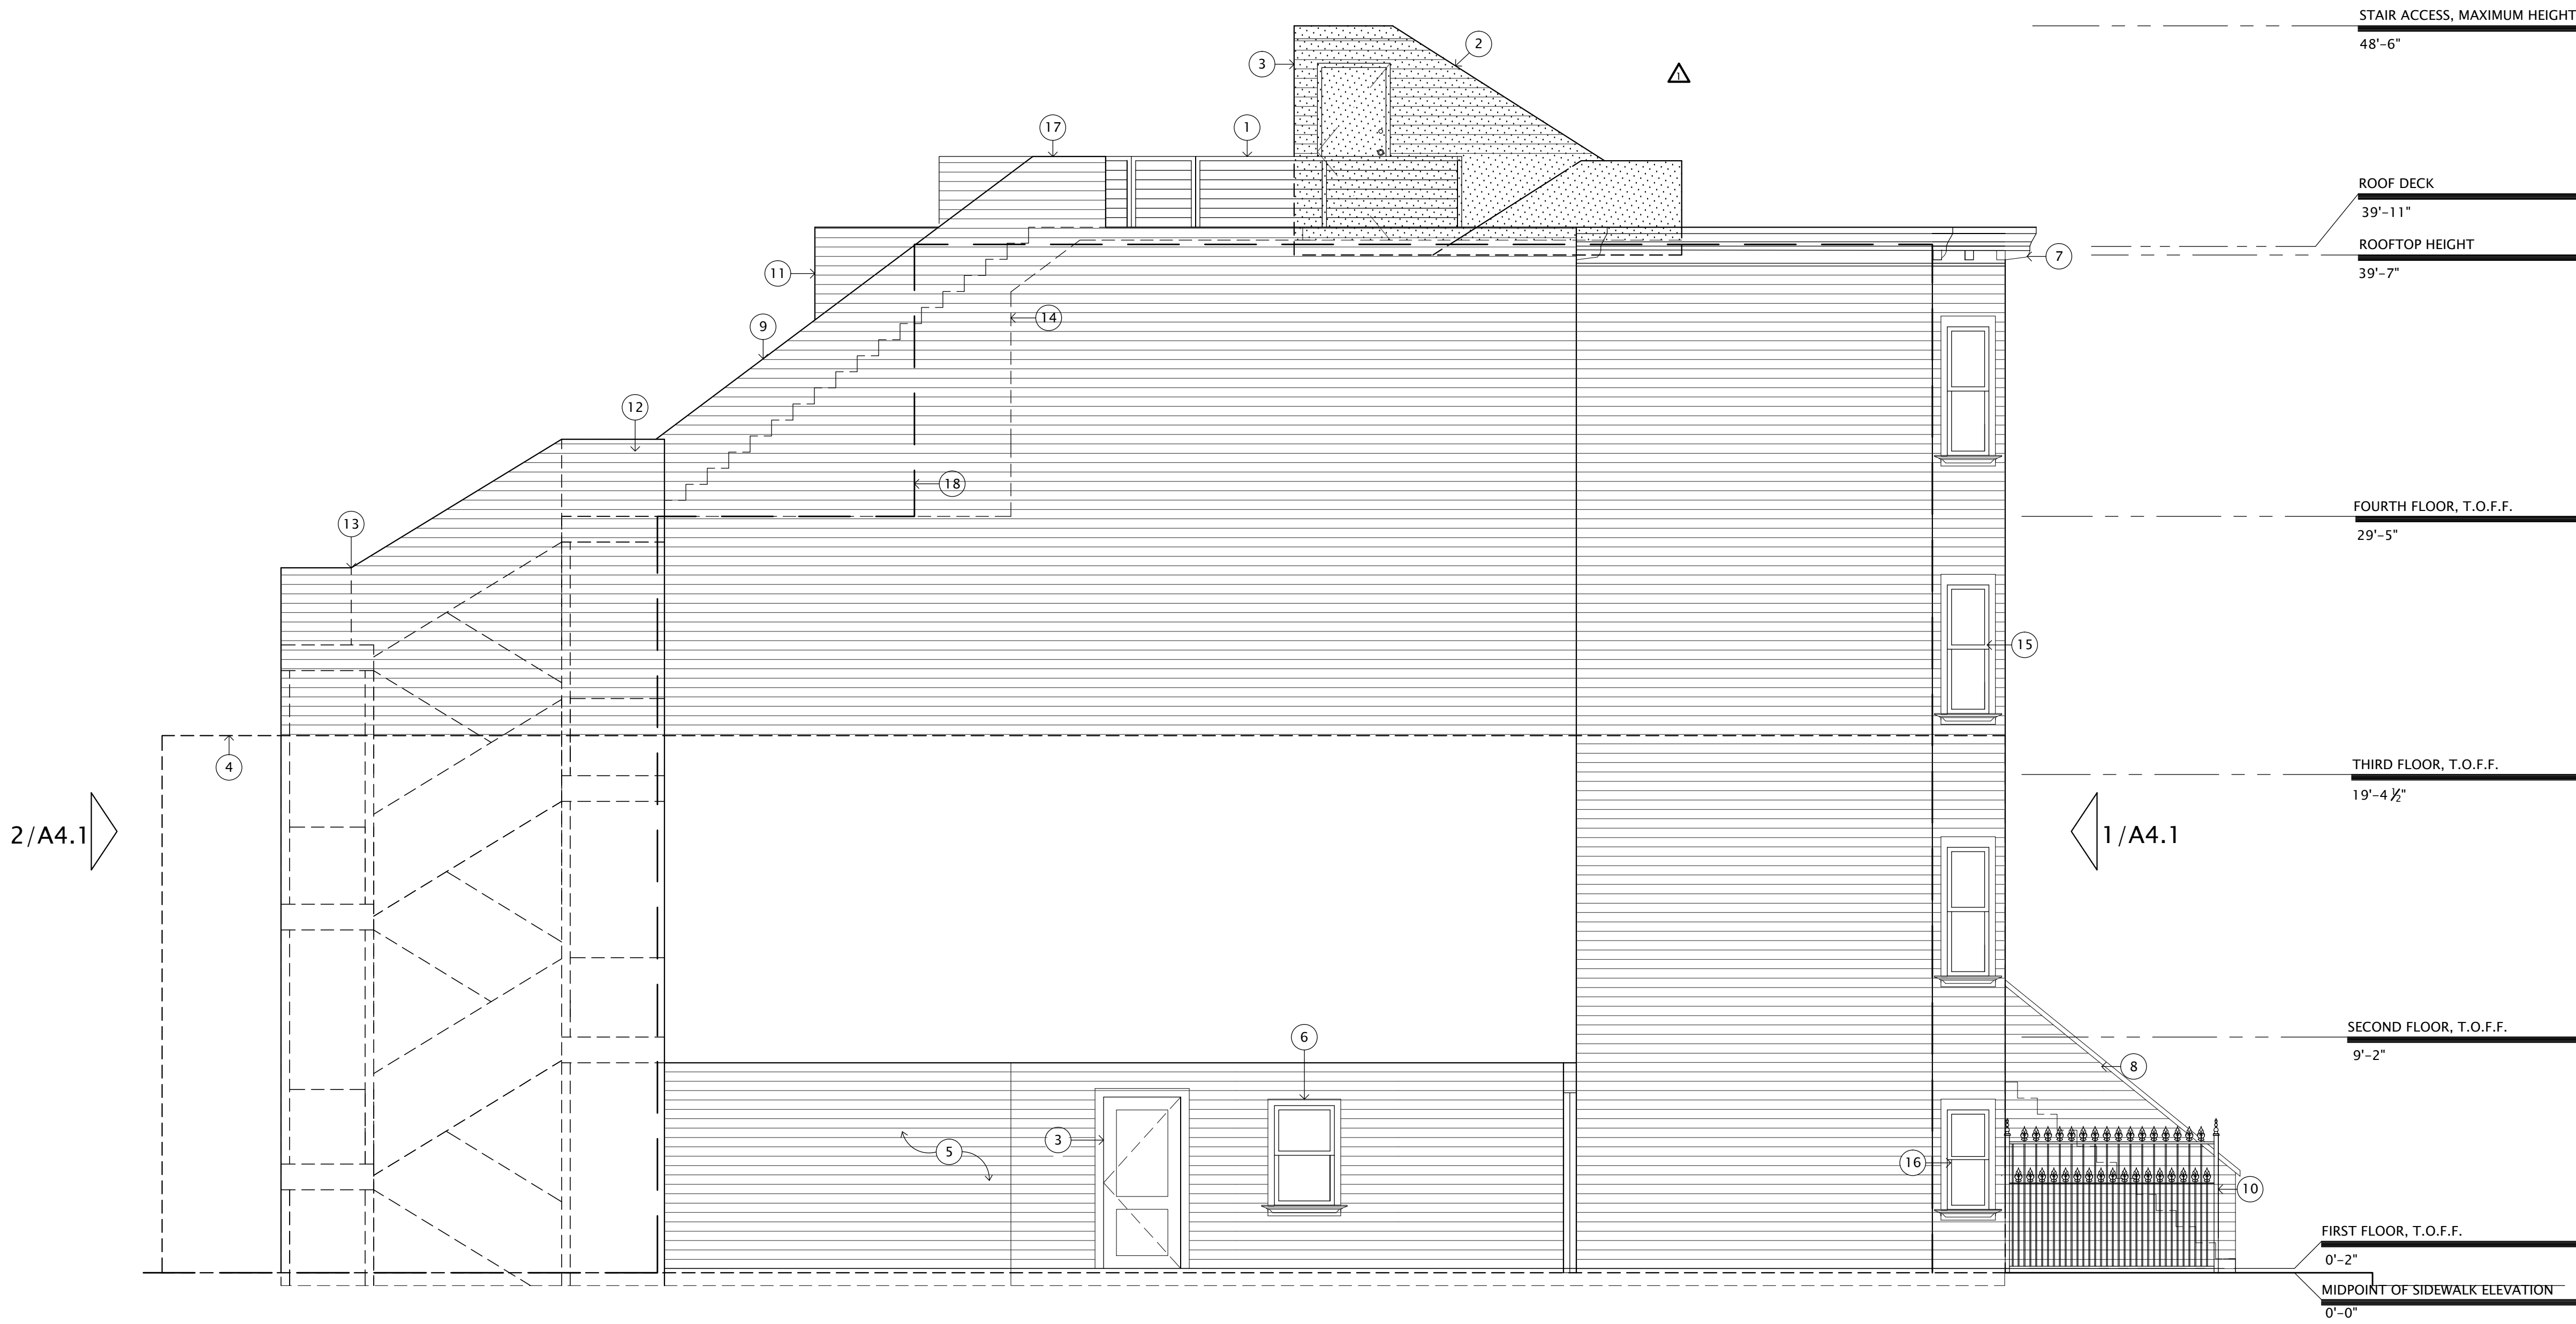 STAIR ACCESS, MAXIMUM HEIGHT
48'-6"
2
3
1
17
1
ROOF DECK
39'-11"
ROOFTOP HEIGHT
39'-7"
7
11
14
9
12
18
FOURTH FLOOR, T.O.F.F.
29'-5"
13
15
4
THIRD FLOOR, T.O.F.F.
19'-4 ½"
2/A4.1
1/A4.1
SECOND FLOOR, T.O.F.F.
9'-2"
6
8
3
5
16
10
FIRST FLOOR, T.O.F.F.
0'-2"
MIDPOINT OF SIDEWALK ELEVATION
0'-0"